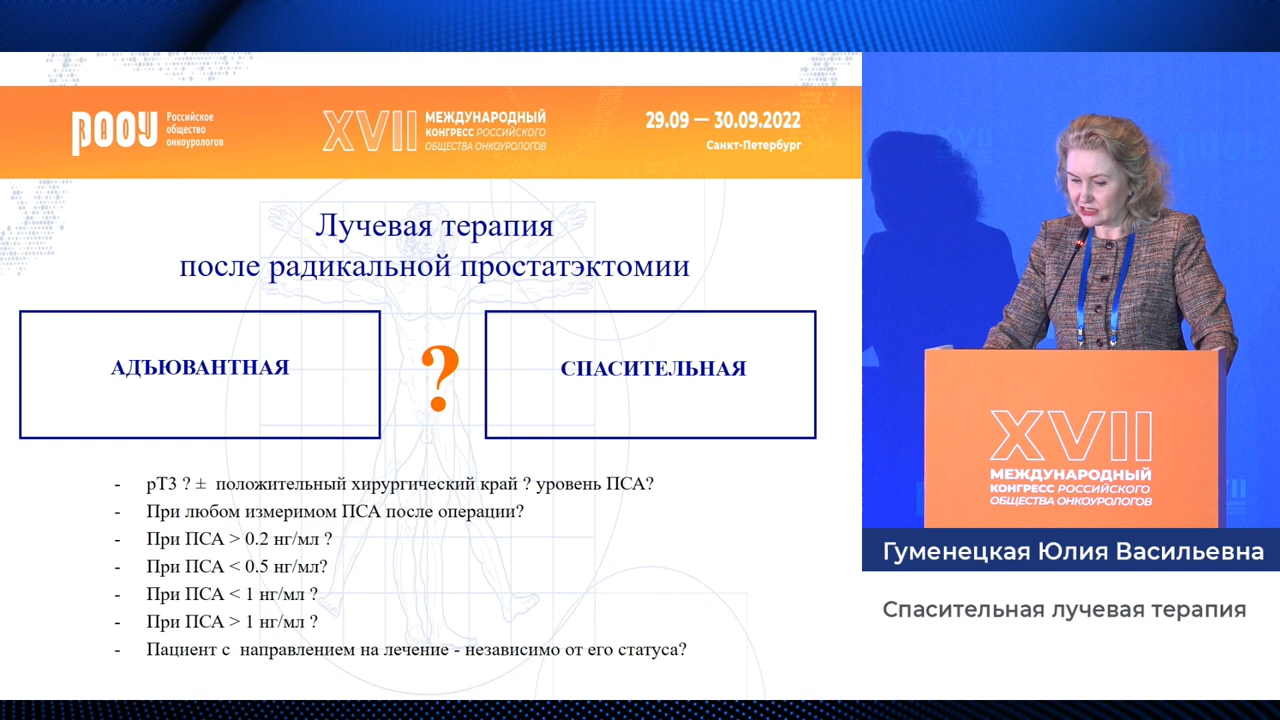 РООУ
Российское
общество
онкоурологов
XVII
МЕЖДУНАРОДНЫЙ
КОНГРЕСС РОССИЙСКОГО
ОБЩЕСТВА ОНКОУРОЛОГОВ
29.09 — 30.09.2022
Санкт-Петербург
Лучевая терапия
после радикальной простатэктомии
АДЪЮВАНТНАЯ
?
СПАСИТЕЛЬНАЯ
- pT3 ? ± положительный хирургический край ? уровень ПСА?
- При любом измеримом ПСА после операции?
- При ПСА > 0.2 нг/мл ?
- При ПСА < 0.5 нг/мл?
- При ПСА < 1 нг/мл ?
- При ПСА > 1 нг/мл ?
- Пациент с направлением на лечение - независимо от его статуса?
XVII
МЕЖДУНАРОДНЫЙ
КОНГРЕСС РОССИЙСКОГО
ОБЩЕСТВА ОНКОУРОЛОГОВ
Гуменецкая Юлия Васильевна
Спасительная лучевая терапия